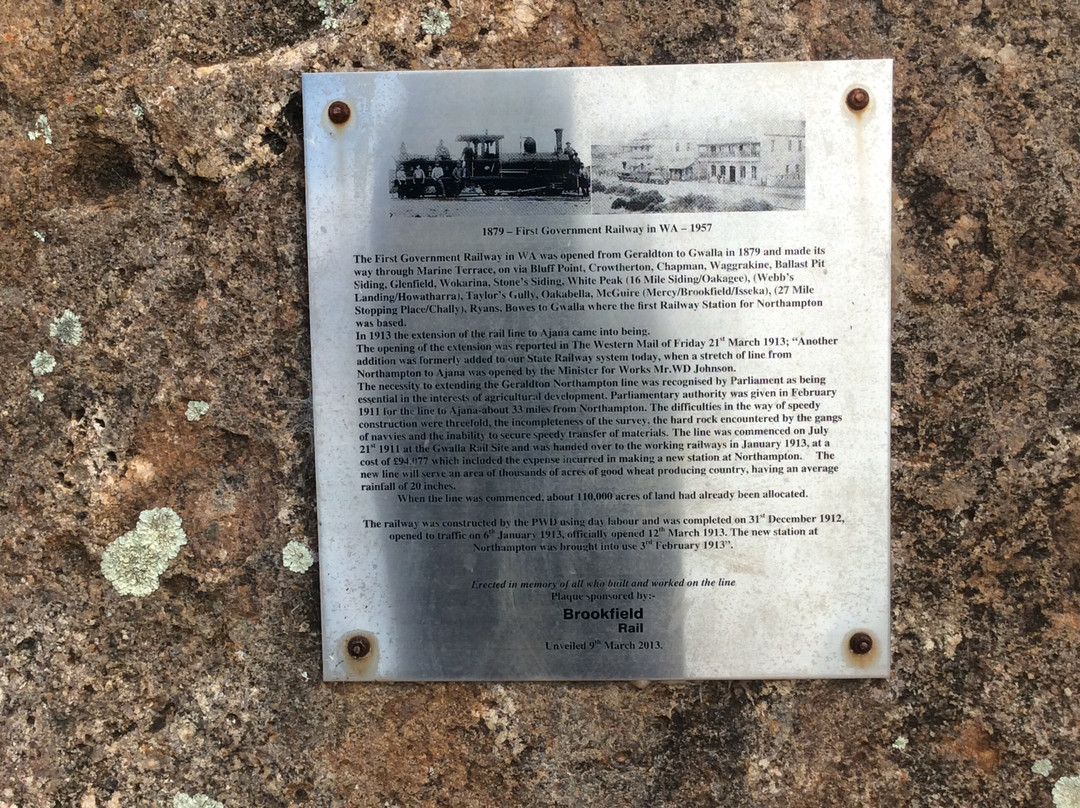 1879 – First Government Railway in WA – 1957
The First Government Railway in WA was opened from Geraldton to Gwalla in 1879 and made its
way through Marine Terrace, on via Bluff Point, Crowtherton, Chapman, Waggrakine, Ballast Pit
Siding, Glenfield, Wokarina, Stone's Siding, White Peak (16 Mile Siding/Oakagee), (Webb's
Landing/Howatharra), Taylor's Gully, Oakabella, McGuire (Mercy/Brookfield/Isseka), (27 Mile
Stopping Place/Chally), Ryans, Bowes to Gwalla where the first Railway Station for Northampton
was based.
In 1913 the extension of the rail line to Ajana came into being.
The opening of the extension was reported in The Western Mail of Friday 21st March 1913; "Another
addition was formerly added to our State Railway system today, when a stretch of line from
Northampton to Ajana was opened by the Minister for Works Mr.WD Johnson.
The necessity to extending the Geraldton Northampton line was recognised by Parliament as being
essential in the interests of agricultural development. Parliamentary authority was given in February
1911 for the line to Ajana-about 33 miles from Northampton. The difficulties in the way of speedy
construction were threefold, the incompleteness of the survey, the hard rock encountered by the gangs
of navvies and the inability to secure speedy transfer of materials. The line was commenced on July
21st 1911 at the Gwalla Rail Site and was handed over to the working railways in January 1913, at a
cost of £94,077 which included the expense incurred in making a new station at Northampton. The
new line will serve an area of thousands of acres of good wheat producing country, having an average
rainfall of 20 inches.
When the line was commenced, about 110,000 acres of land had already been allocated.
The railway was constructed by the PWD using day labour and was completed on 31st December 1912,
opened to traffic on 6th January 1913, officially opened 12th March 1913. The new station at
Northampton was brought into use 3rd February 1913".
Erected in memory of all who built and worked on the line
Plaque sponsored by:-
Brookfield
Rail
Unveiled 9th March 2013.